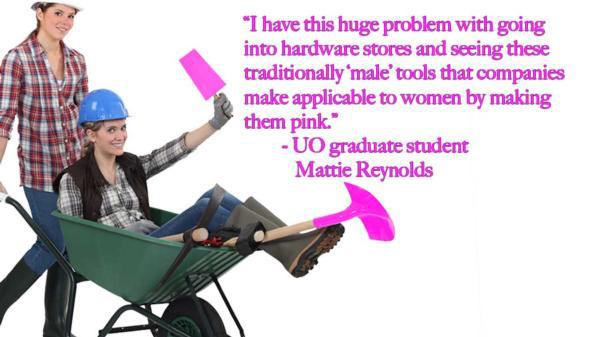 “I have this huge problem with going
into hardware stores and seeing these
traditionally ‘male’ tools that companies
make applicable to women by making
them pink.”
- UO graduate student
Mattie Reynolds